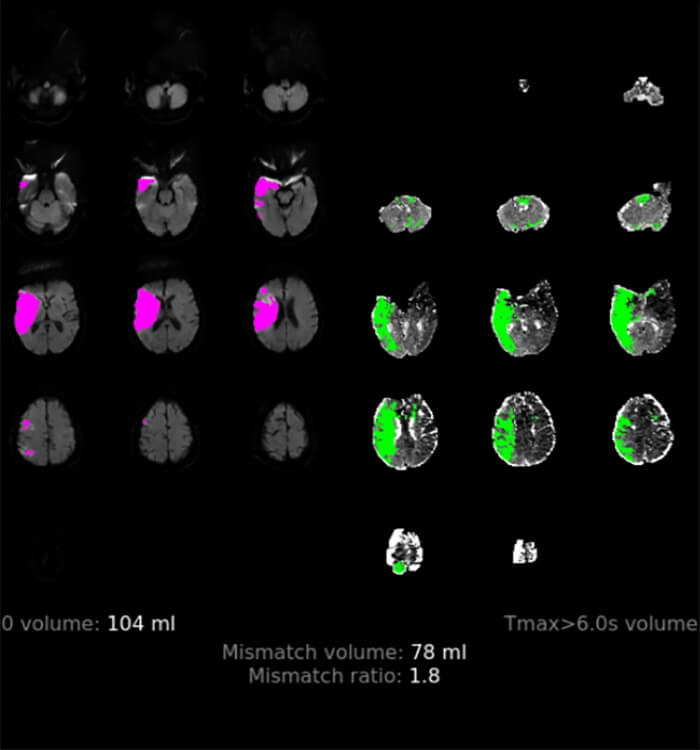 0 volume: 104 ml
Tmax>6.0s volume
Mismatch volume: 78 ml
Mismatch ratio: 1.8